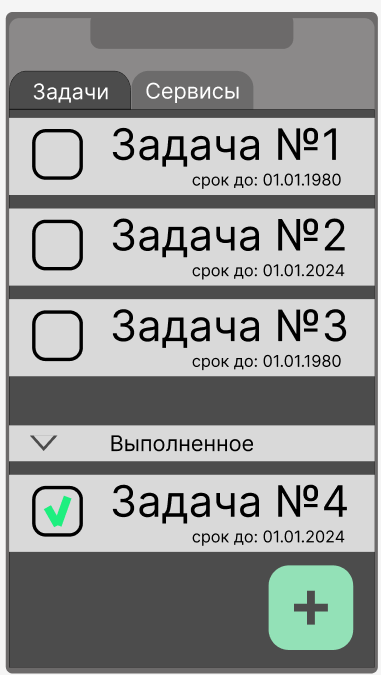 Задачи Сервисы
Задача №1
срок до: 01.01.1980
Задача №2
срок до: 01.01.2024
Задача №3
срок до: 01.01.1980
Выполненное
Задача №4
срок до: 01.01.2024
+